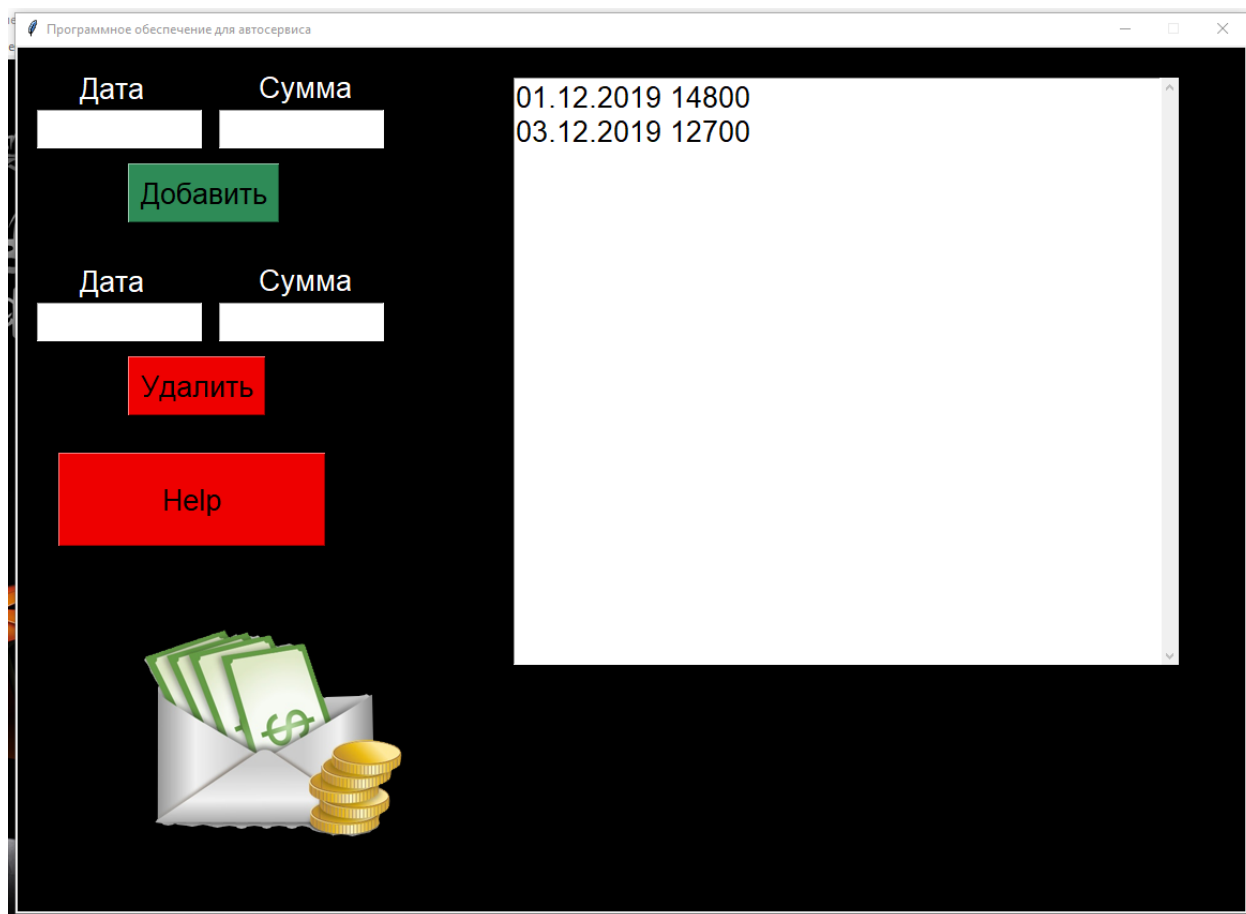 Программное обеспечение для автосервиса
Дата Сумма
Добавить
Дата Сумма
Удалить
Help
$
01.12.2019 14800
03.12.2019 12700